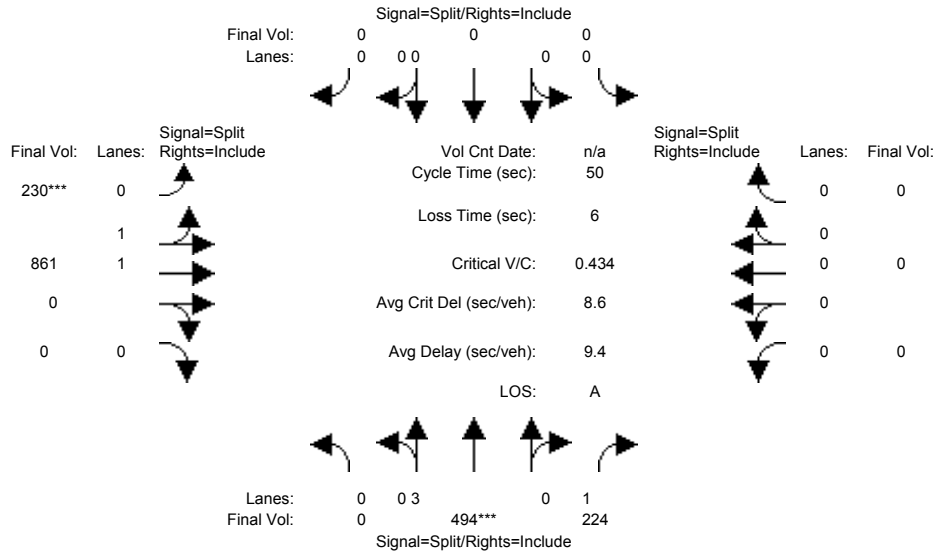 Signal=Split/Rights=Include
Final Vol: 0 0 0
Lanes: 0 0 0 0 0
Signal=Split
Final Vol: Lanes: Rights=Include
Vol Cnt Date: n/a
Signal=Split
Rights=Include Lanes: Final Vol:
Cycle Time (sec): 50
230*** 0
0 0
Loss Time (sec): 6
1
0
861 1
Critical V/C: 0.434
0 0
0
Avg Crit Del (sec/veh): 8.6
0
0 0
Avg Delay (sec/veh): 9.4
0 0
LOS: A
Lanes: 0 0 3 0 1
Final Vol: 0 494*** 224
Signal=Split/Rights=Include